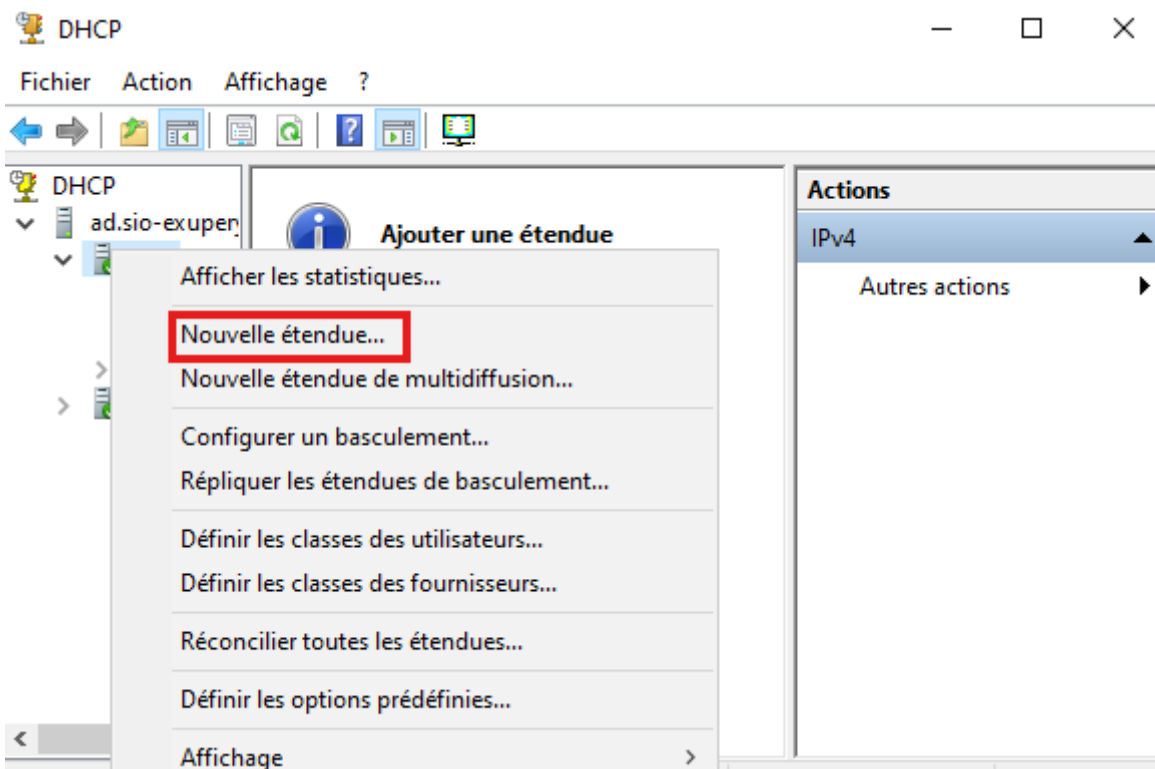 DHCP
Fichier Action Affichage ?
DHCP
ad.sio-exuper
Ajouter une étendue
Afficher les statistiques...
Nouvelle étendue...
Nouvelle étendue de multidiffusion...
Configurer un basculement...
Répliquer les étendues de basculement...
Définir les classes des utilisateurs...
Définir les classes des fournisseurs...
Réconcilier toutes les étendues...
Définir les options prédéfinies...
Affichage
Actions
IPv4
Autres actions